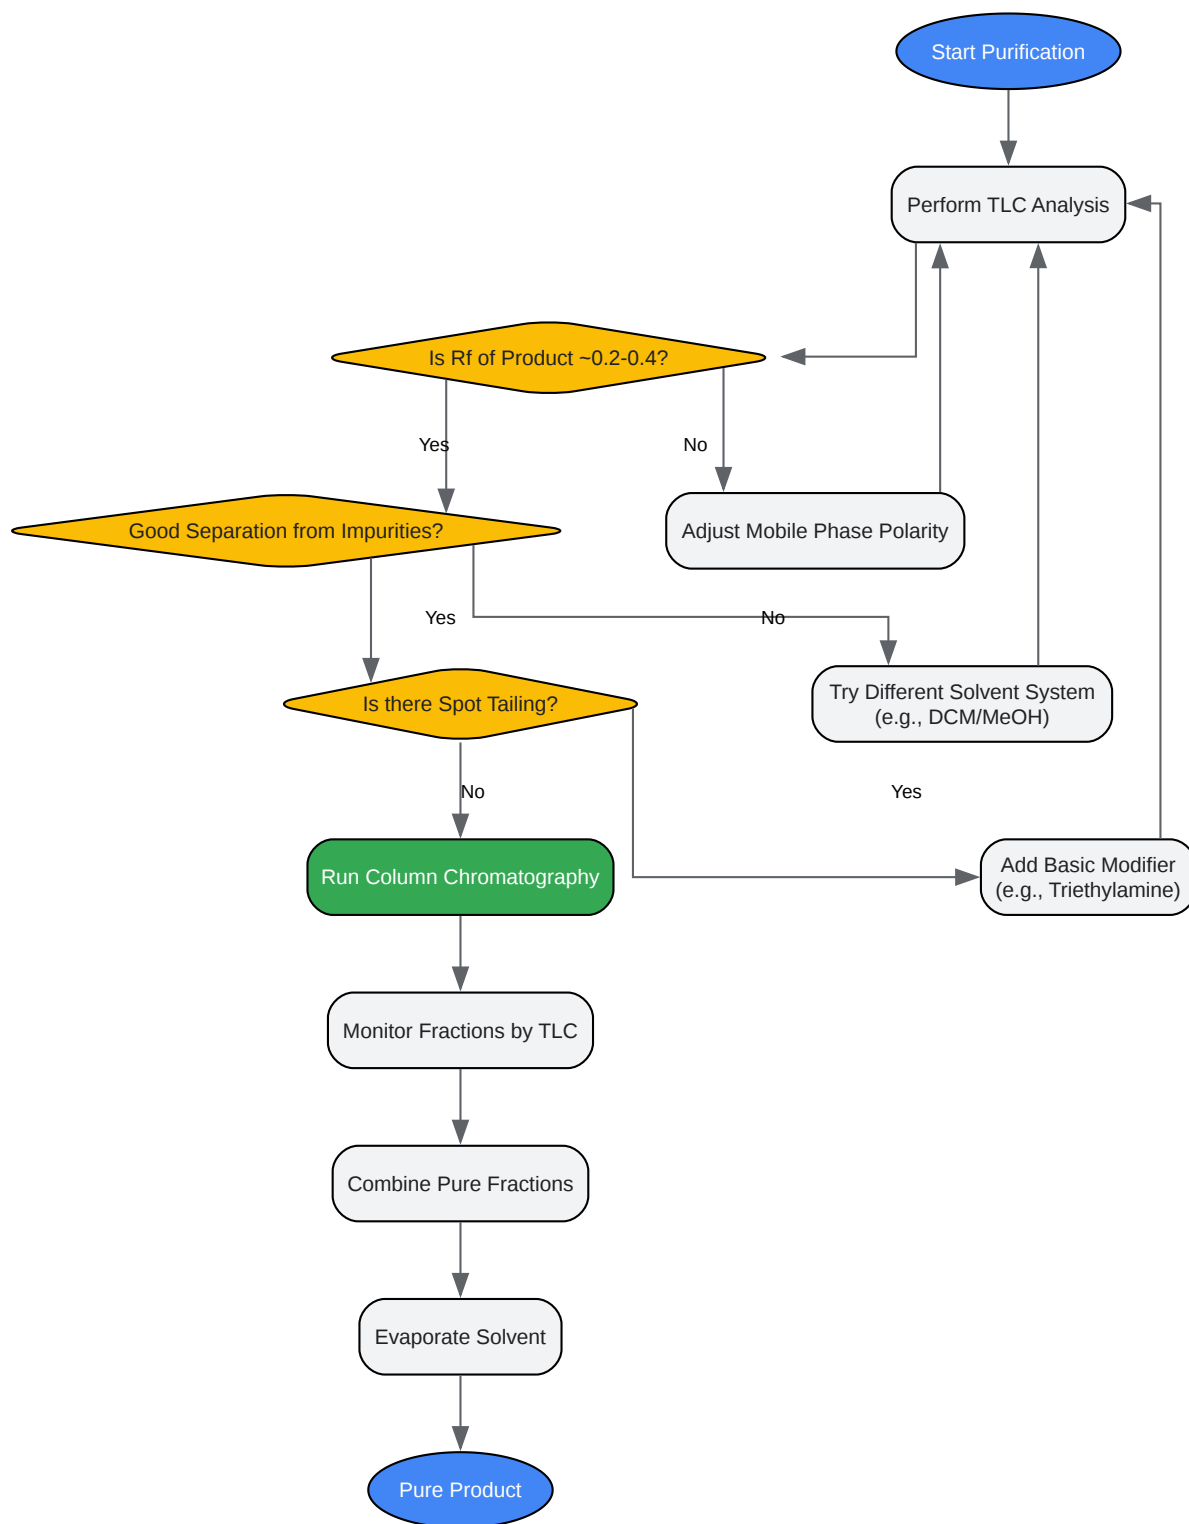 Start Purification
Perform TLC Analysis
Is Rf of Product ~0.2-0.4?
Yes
No
Good Separation from Impurities?
Adjust Mobile Phase Polarity
Yes
No
Is there Spot Tailing?
Try Different Solvent System
(e.g., DCM/MeOH)
No
Yes
Run Column Chromatography
Add Basic Modifier
(e.g., Triethylamine)
Monitor Fractions by TLC
Combine Pure Fractions
Evaporate Solvent
Pure Product